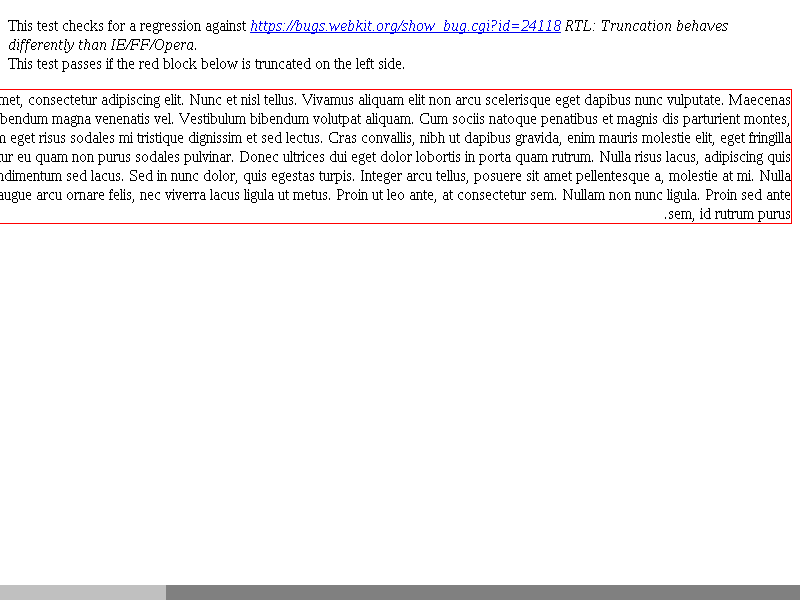 This test checks for a regression against https://bugs.webkit.org/show_bug.cgi?id=24118 RTL: Truncation behaves
differently than IE/FF/Opera.
This test passes if the red block below is truncated on the left side.
met, consectetur adipiscing elit. Nunc et nisl tellus. Vivamus aliquam elit non arcu scelerisque eget dapibus nunc vulputate. Maecenas
bendum magna venenatis vel. Vestibulum bibendum volutpat aliquam. Cum sociis natoque penatibus et magnis dis parturient montes,
eget risus sodales mi tristique dignissim et sed lectus. Cras convallis, nibh ut dapibus gravida, enim mauris molestie elit, eget fringilla
ur eu quam non purus sodales pulvinar. Donec ultrices dui eget dolor lobortis in porta quam rutrum. Nulla risus lacus, adipiscing quis
ndimentum sed lacus. Sed in nunc dolor, quis egestas turpis. Integer arcu tellus, posuere sit amet pellentesque a, molestie at mi. Nulla
augue arcu ornare felis, nec viverra lacus ligula ut metus. Proin ut leo ante, at consectetur sem. Nullam non nunc ligula. Proin sed ante
.sem, id rutrum purus